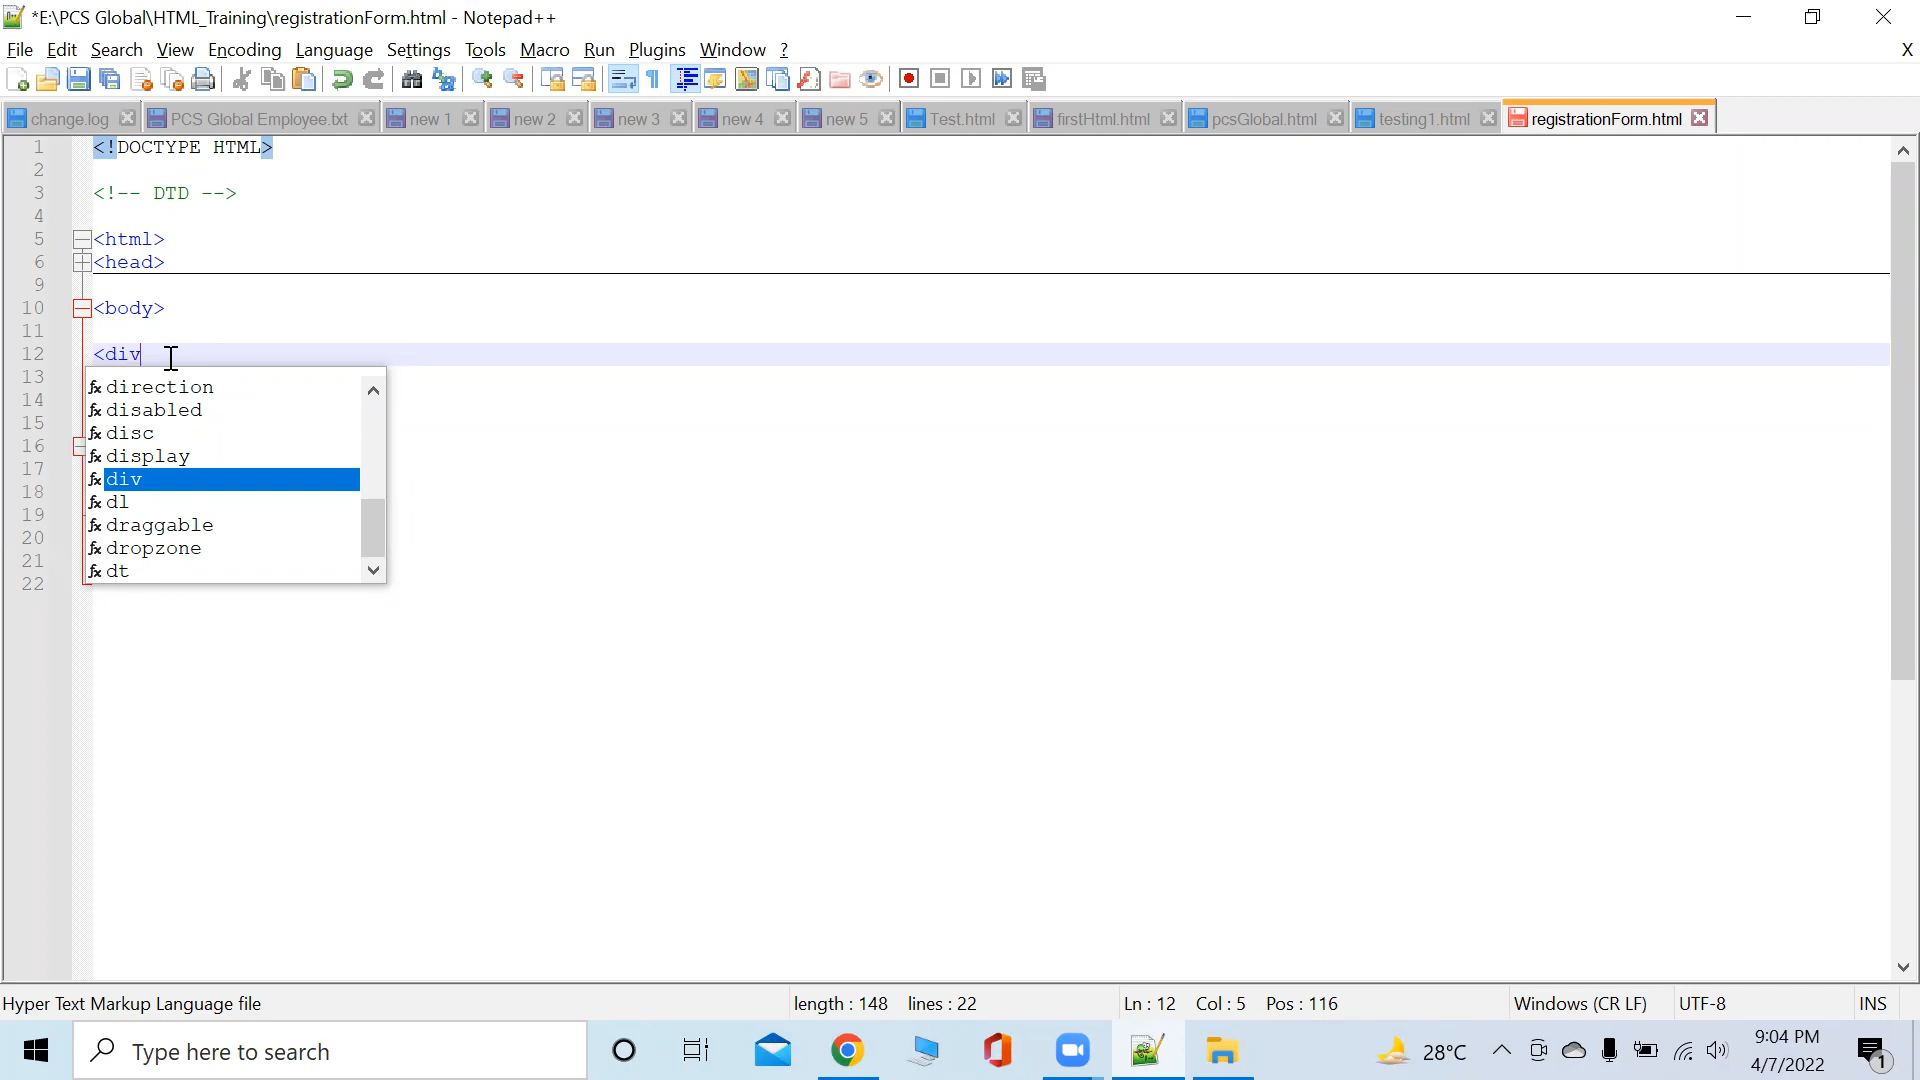 *E:\PCS Global\HTML_Training\registrationForm.html - Notepad++
File Edit Search View Encoding Language Settings Tools Macro Run Plugins Window ? X
change.log PCS Global Employee.txt new 1 new 2 new 3 new 4 new 5 Test.html firstHtml.html pcsGlobal.html testing1.html registrationForm.html
1 <!DOCTYPE HTML>
2
3 <!-- DTD -->
4
5 <html>
6 <head>
9
10 <body>
11
12 <div
13
14
15
16
17
18
19
20
21
22
direction
disabled
disc
display
div
dl
draggable
dropzone
dt
Hyper Text Markup Language file length : 148 lines : 22 Ln : 12 Col : 5 Pos : 116 Windows (CR LF) UTF-8 INS
Type here to search 28°C 9:04 PM
4/7/2022 1